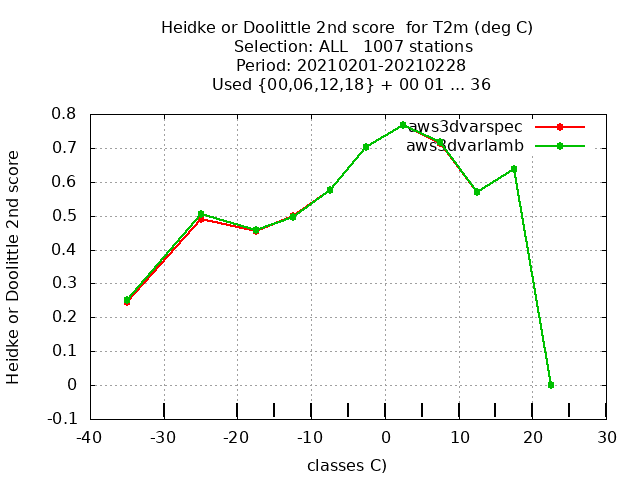 Heidke or Doolittle 2nd score  for T2m (deg C)
Selection: ALL   1007 stations
Period: 20210201-20210228
Used {00,06,12,18} + 00 01 ... 36
Heidke or Doolittle 2nd score
0.8
0.7
0.6
0.5
0.4
0.3
0.2
0.1
0
-0.1
aws3dvarspec
aws3dvarlamb
-40
-30
-20
-10
0
10
20
30
classes C)